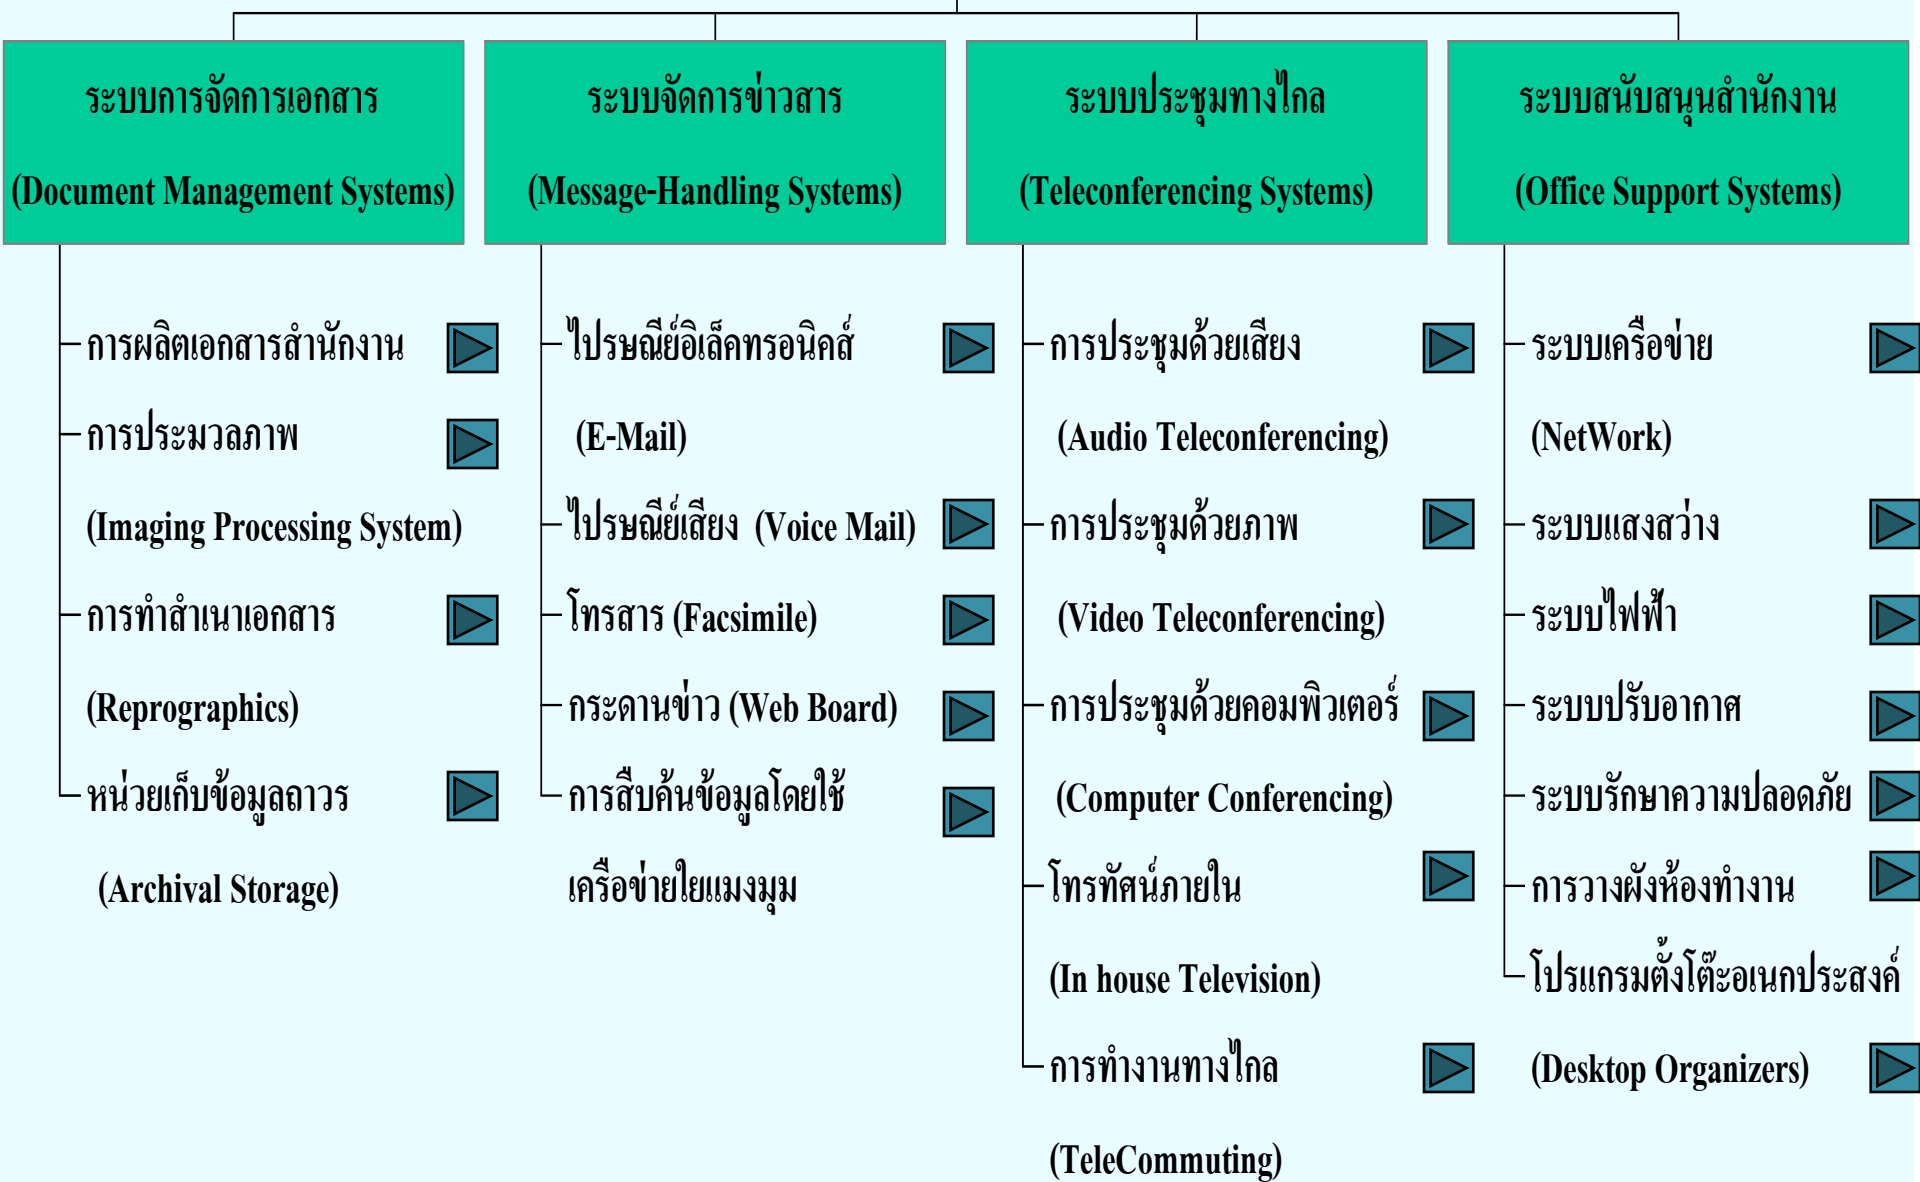 ระบบการจัดการเอกสาร
(Document Management Systems)
การผลิตเอกสารสำนักงาน
การประมวลภาพ
(Imaging Processing System)
การทำสำเนาเอกสาร
(Reprographics)
หน่วยเก็บข้อมูลถาวร
(Archival Storage)
ระบบจัดการข่าวสาร
(Message-Handling Systems)
ไปรษณีย์อิเล็คทรอนิคส์
(E-Mail)
ไปรษณีย์เสียง (Voice Mail)
โทรสาร (Facsimile)
กระดานข่าว (Web Board)
การสืบค้นข้อมูลโดยใช้
เครือข่ายใยแมงมุม
ระบบประชุมทางไกล
(Teleconferencing Systems)
การประชุมด้วยเสียง
(Audio Teleconferencing)
การประชุมด้วยภาพ
(Video Teleconferencing)
การประชุมด้วยคอมพิวเตอร์
(Computer Conferencing)
โทรทัศน์ภายใน
(In house Television)
การทำงานทางไกล
(TeleCommuting)
ระบบสนับสนุนสำนักงาน
(Office Support Systems)
ระบบเครือข่าย
(NetWork)
ระบบแสงสว่าง
ระบบไฟฟ้า
ระบบปรับอากาศ
ระบบรักษาความปลอดภัย
การวางผังห้องทำงาน
โปรแกรมตั้งโต๊ะอเนกประสงค์
(Desktop Organizers)